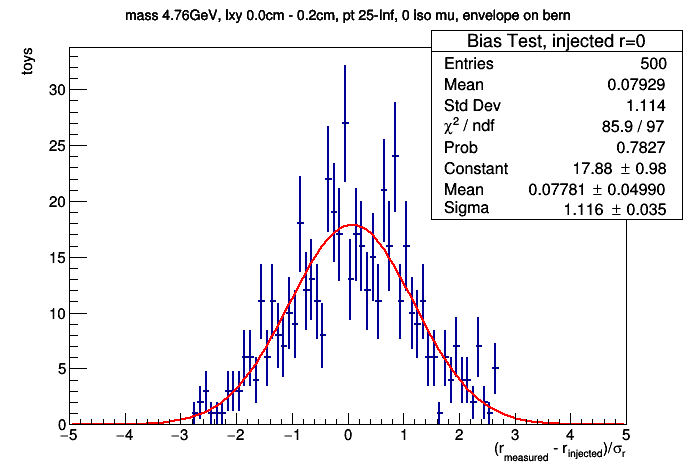 mass 4.76GeV, lxy 0.0cm - 0.2cm, pt 25-Inf, 0 Iso mu, envelope on bern
Bias Test, injected r=0
Entries 500
Mean 0.07929
Std Dev 1.114
χ² / ndf 85.9 / 97
Prob 0.7827
Constant 17.88 ± 0.98
Mean 0.07781 ± 0.04990
Sigma 1.116 ± 0.035
toys
30
25
20
15
10
5
0
−5 −4 −3 −2 −1 0 1 2 3 4 5
(r_measured - r_injected)/σ_r